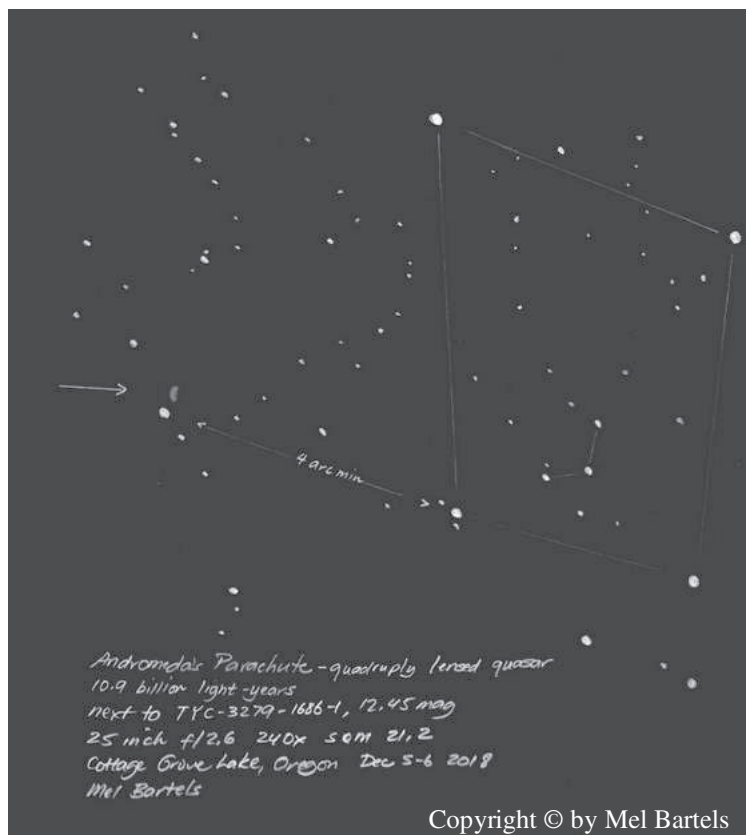 4 arcmin
Andromeda's Parachute - quadruply lensed quasar
10.9 billion light-years
next to TYC-3279-1686-1, 12.45 mag
25 inch f/2.6 240x sqm 21.2
Cottage Grove Lake, Oregon Dec 5-6 2018
Mel Bartels
Copyright © by Mel Bartels